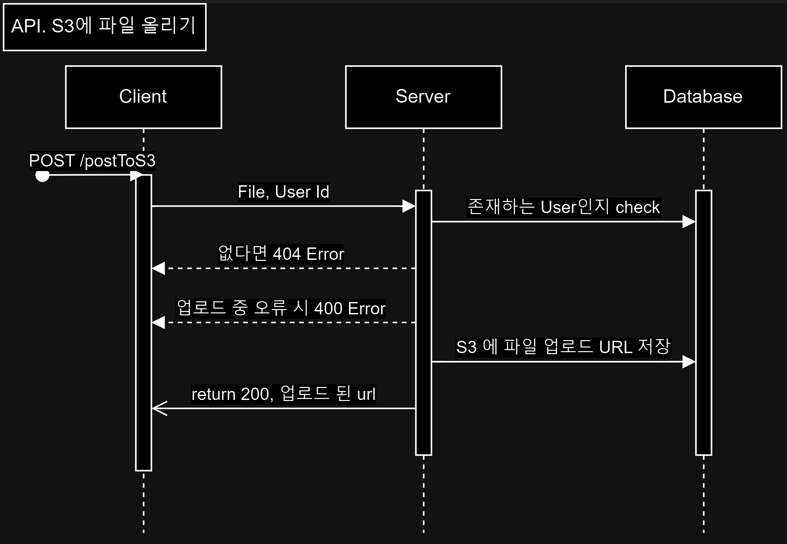 API. S3에 파일 올리기
Client
Server
Database
POST /postToS3
File, User Id
존재하는 User인지 check
없다면 404 Error
업로드 중 오류 시 400 Error
S3 에 파일 업로드 URL 저장
return 200, 업로드 된 url